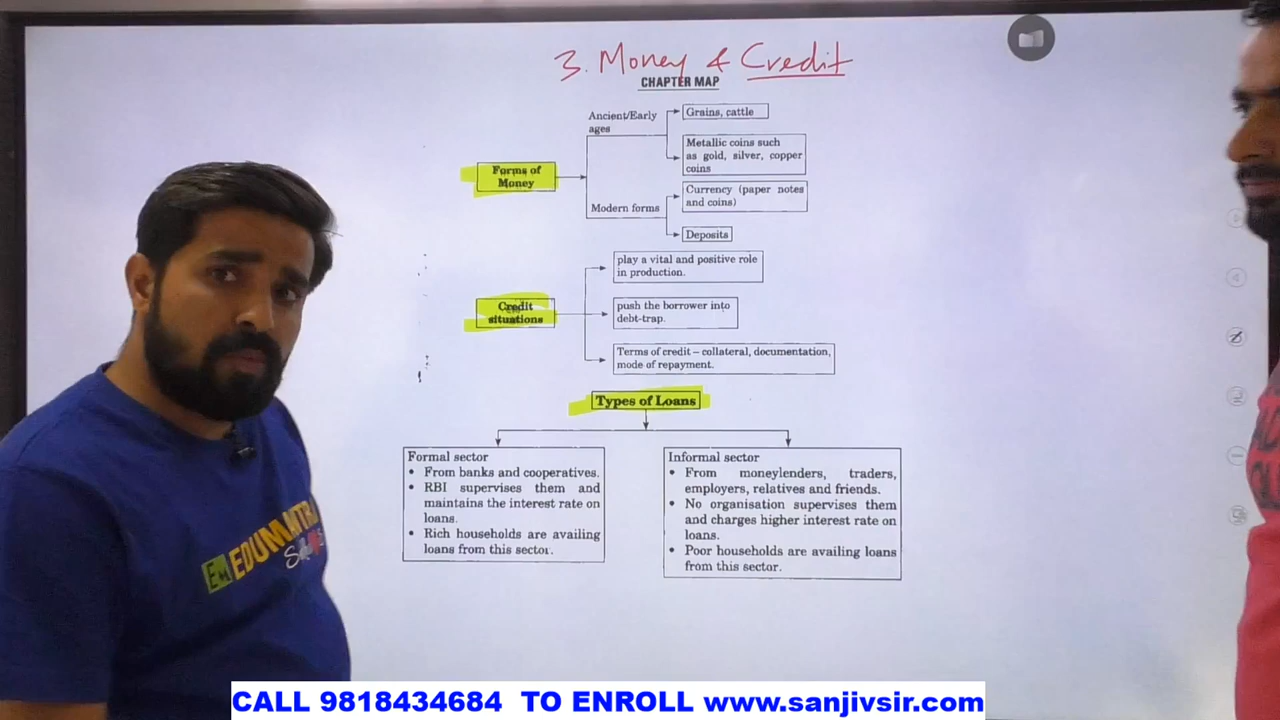 3. Money & Credit
CHAPTER MAP
Forms of
Money
Ancient/Early
ages
Grains, cattle
Metallic coins such
as gold, silver, copper
coins
Modern forms
Currency (paper notes
and coins)
Deposits
Credit
situations
play a vital and positive role
in production.
push the borrower into
debt-trap.
Terms of credit – collateral, documentation,
mode of repayment.
Types of Loans
Formal sector
• From banks and cooperatives.
• RBI supervises them and
maintains the interest rate on
loans.
• Rich households are availing
loans from this sector.
Informal sector
• From moneylenders, traders,
employers, relatives and friends.
• No organisation supervises them
and charges higher interest rate on
loans.
• Poor households are availing loans
from this sector.
EDUMANTRA
CALL 9818434684 TO ENROLL www.sanjivsir.com